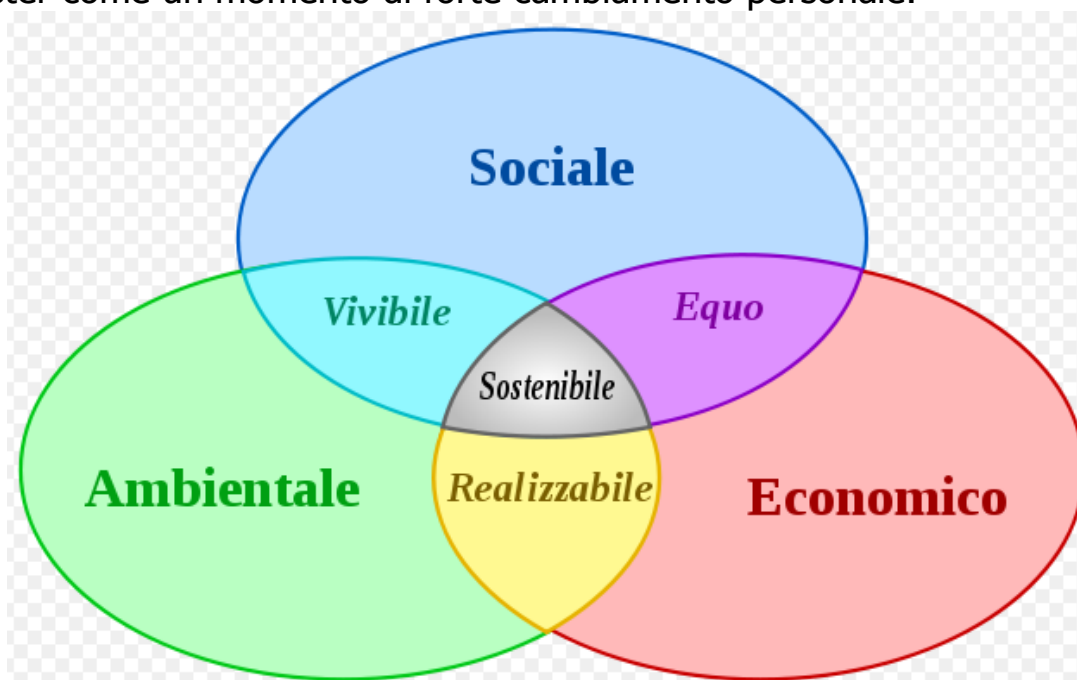 come un momento di forte cambiamento personale.
Sociale
Vivibile
Equo
Sostenibile
Ambientale
Realizzabile
Economico